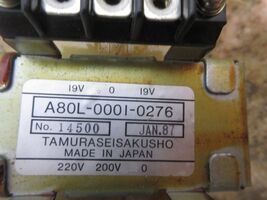 19V 0 19V
A80L-0001-0276
No. 14500 JAN.87
TAMURASEISAKUSHO
MADE IN JAPAN
220V 200V 0